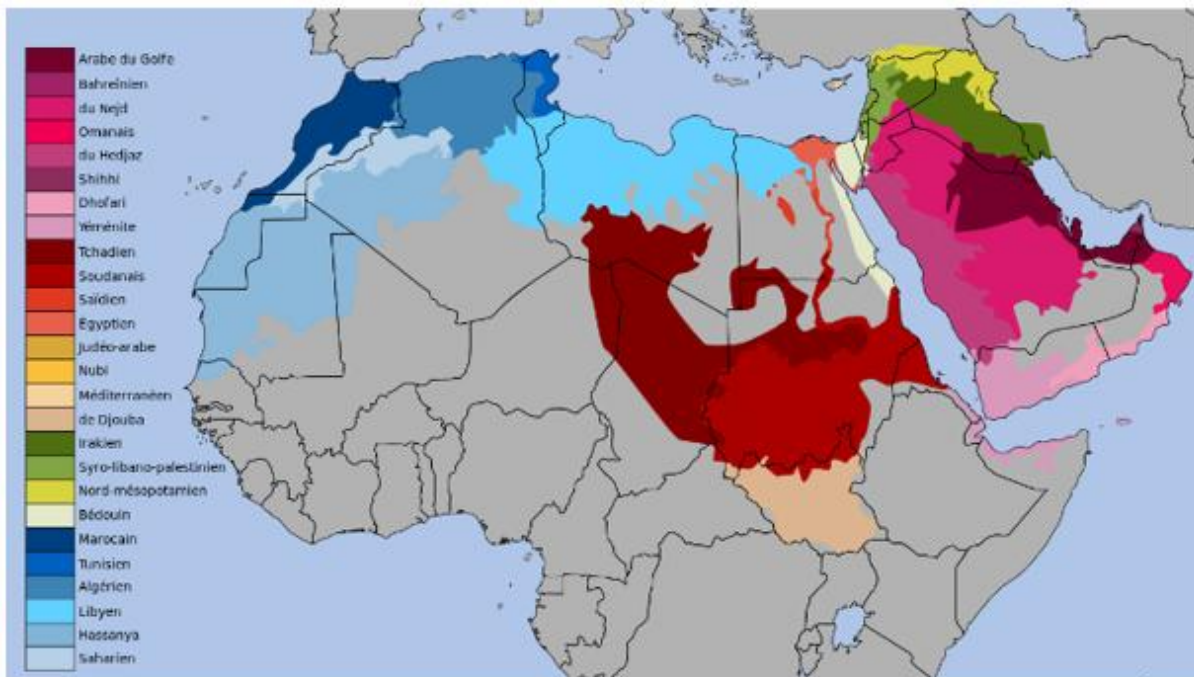 Arabe du Golfe
Bahreïnien
du Nejd
Omanais
du Hedjaz
Shihhi
Dhofari
Yéménite
Tchadien
Soudanais
Saïdien
Egyptien
Judéo-arabe
Nubi
Méditerranéen
de Djouba
Irakien
Syro-libano-palestinien
Nord-mésopotamien
Bédouin
Marocain
Tunisien
Algérien
Libyen
Hassanya
Saharien